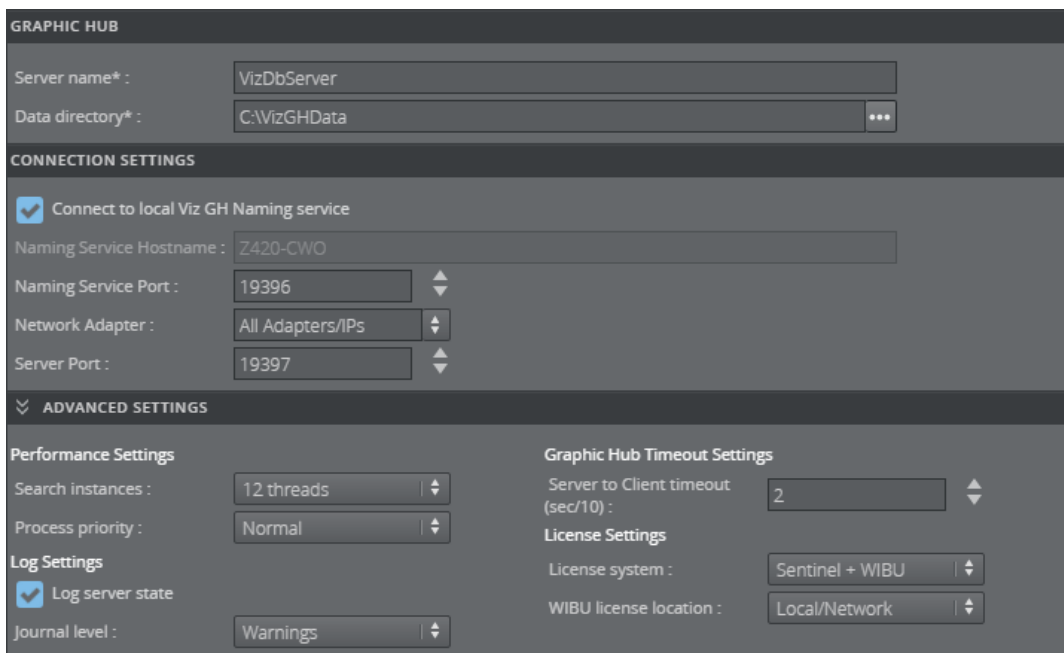 GRAPHIC HUB
Server name* : VizDbServer
Data directory* : C:\VizGHData •••
CONNECTION SETTINGS
Connect to local Viz GH Naming service
Naming Service Hostname : Z420-CWO
Naming Service Port : 19396
Network Adapter : All Adapters/IPs
Server Port : 19397
ADVANCED SETTINGS
Performance Settings
Search instances : 12 threads
Process priority : Normal
Log Settings
Log server state
Journal level : Warnings
Graphic Hub Timeout Settings
Server to Client timeout
(sec/10) : 2
License Settings
License system : Sentinel + WIBU
WIBU license location : Local/Network